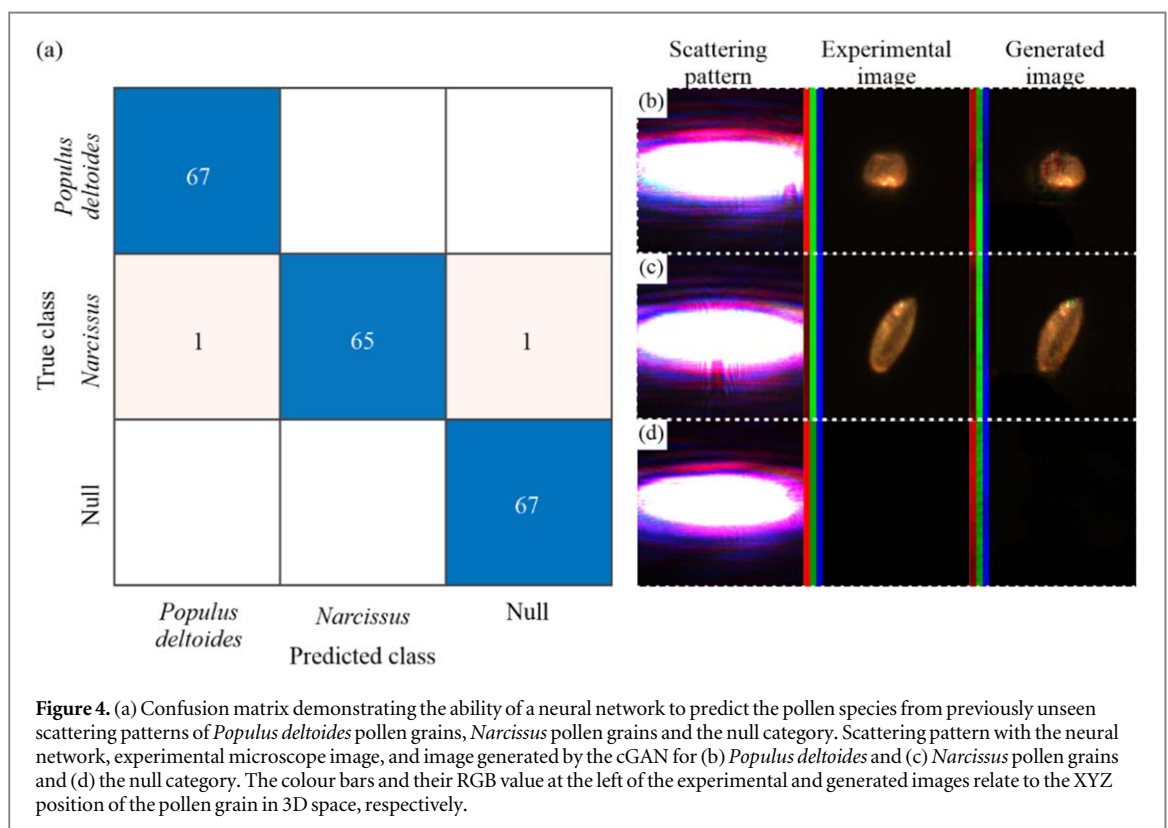 (a)
Populus
deltoides
67
True class
Narcissus
1
65
1
Null
67
Populus
deltoides
Narcissus
Null
Predicted class
Scattering
pattern
Experimental
image
Generated
image
(b)
(c)
(d)
Figure 4. (a) Confusion matrix demonstrating the ability of a neural network to predict the pollen species from previously unseen
scattering patterns of Populus deltoides pollen grains, Narcissus pollen grains and the null category. Scattering pattern with the neural
network, experimental microscope image, and image generated by the cGAN for (b) Populus deltoides and (c) Narcissus pollen grains
and (d) the null category. The colour bars and their RGB value at the left of the experimental and generated images relate to the XYZ
position of the pollen grain in 3D space, respectively.